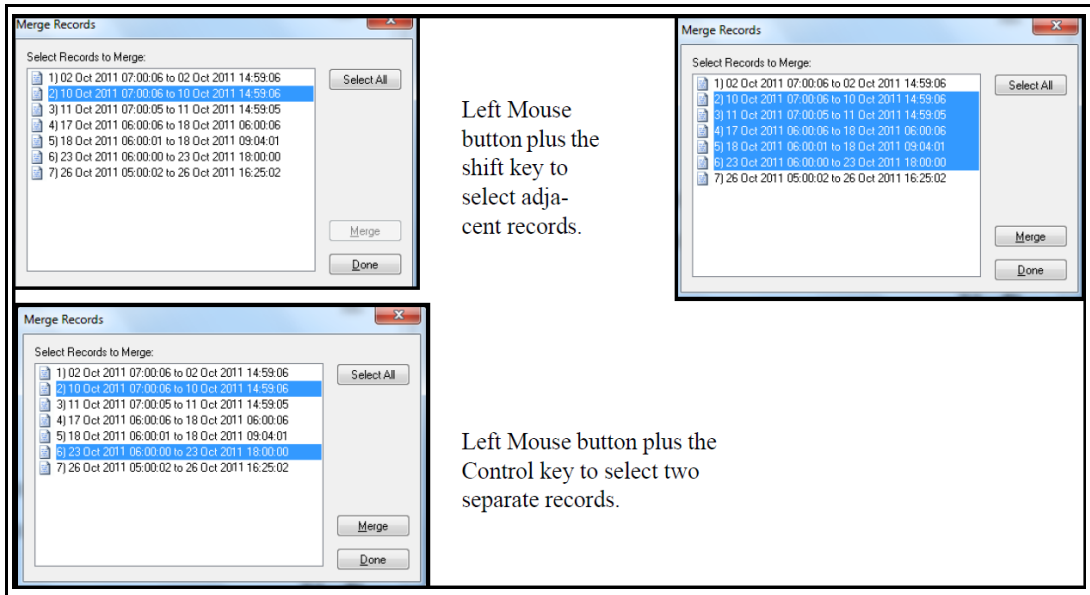 Merge Records
Select Records to Merge:
1) 02 Oct 2011 07:00:06 to 02 Oct 2011 14:59:06
2) 10 Oct 2011 07:00:06 to 10 Oct 2011 14:59:06
3) 11 Oct 2011 07:00:05 to 11 Oct 2011 14:59:05
4) 17 Oct 2011 06:00:06 to 18 Oct 2011 06:00:06
5) 18 Oct 2011 06:00:01 to 18 Oct 2011 09:04:01
6) 23 Oct 2011 06:00:00 to 23 Oct 2011 18:00:00
7) 26 Oct 2011 05:00:02 to 26 Oct 2011 16:25:02
Select All
Merge
Done
Left Mouse
button plus the
shift key to
select adja-
cent records.
Merge Records
Select Records to Merge:
1) 02 Oct 2011 07:00:06 to 02 Oct 2011 14:59:06
2) 10 Oct 2011 07:00:06 to 10 Oct 2011 14:59:06
3) 11 Oct 2011 07:00:05 to 11 Oct 2011 14:59:05
4) 17 Oct 2011 06:00:06 to 18 Oct 2011 06:00:06
5) 18 Oct 2011 06:00:01 to 18 Oct 2011 09:04:01
6) 23 Oct 2011 06:00:00 to 23 Oct 2011 18:00:00
7) 26 Oct 2011 05:00:02 to 26 Oct 2011 16:25:02
Select All
Merge
Done
Merge Records
Select Records to Merge:
1) 02 Oct 2011 07:00:06 to 02 Oct 2011 14:59:06
2) 10 Oct 2011 07:00:06 to 10 Oct 2011 14:59:06
3) 11 Oct 2011 07:00:05 to 11 Oct 2011 14:59:05
4) 17 Oct 2011 06:00:06 to 18 Oct 2011 06:00:06
5) 18 Oct 2011 06:00:01 to 18 Oct 2011 09:04:01
6) 23 Oct 2011 06:00:00 to 23 Oct 2011 18:00:00
7) 26 Oct 2011 05:00:02 to 26 Oct 2011 16:25:02
Select All
Merge
Done
Left Mouse button plus the
Control key to select two
separate records.